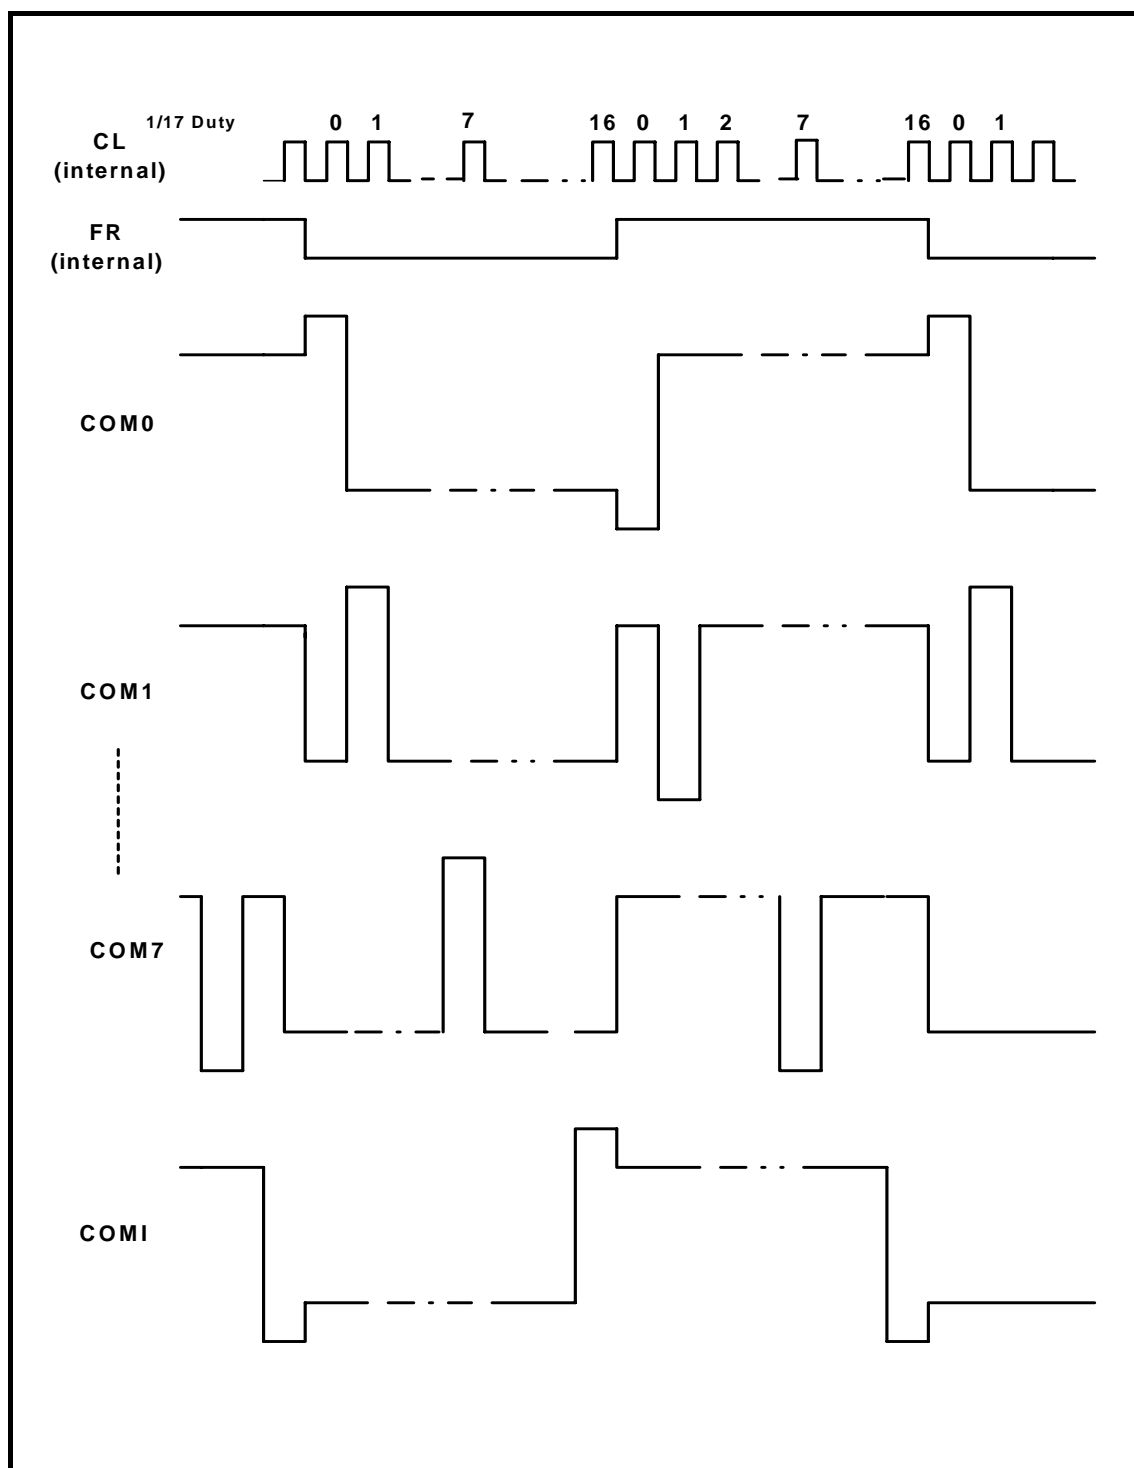 1/17 Duty
0 1 7 16 0 1 2 7 16 0 1
CL
(internal)
FR
(internal)
COM0
COM1
COM7
COMI